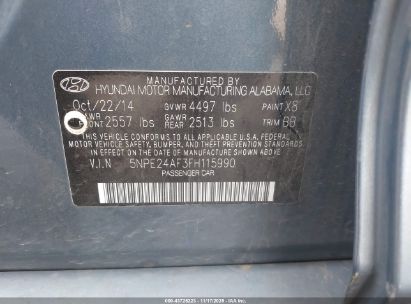 MANUFACTURED BY
HYUNDAI MOTOR MANUFACTURING ALABAMA, LLC
Oct/22/14 GVWR 4497 lbs PAINT X8
GAWR FRONT 2557 lbs GAWR REAR 2513 lbs TRIM
THIS VEHICLE CONFORMS TO ALL APPLICABLE U.S.A. FEDERAL
MOTOR VEHICLE SAFETY, BUMPER, AND THEFT PREVENTION
STANDARDS IN EFFECT ON THE DATE OF MANUFACTURE SHOWN ABOVE.
V.I.N 5NPE24AF3FH115990
PASSENGER CAR